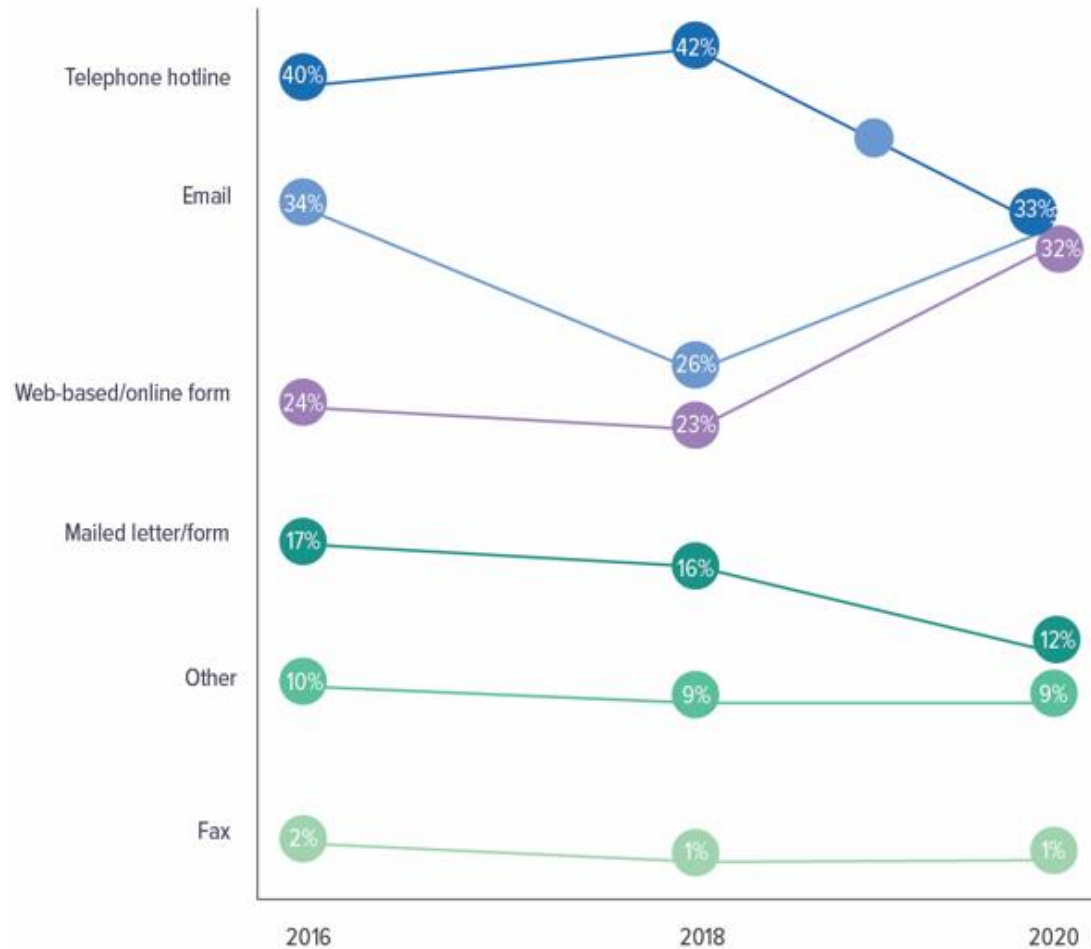 42%
Telephone hotline 40%
Email 34% 33%
32%
26%
Web-based/online form 24% 23%
Mailed letter/form 17% 16%
12%
Other 10% 9% 9%
Fax 2% 1% 1%
2016 2018 2020